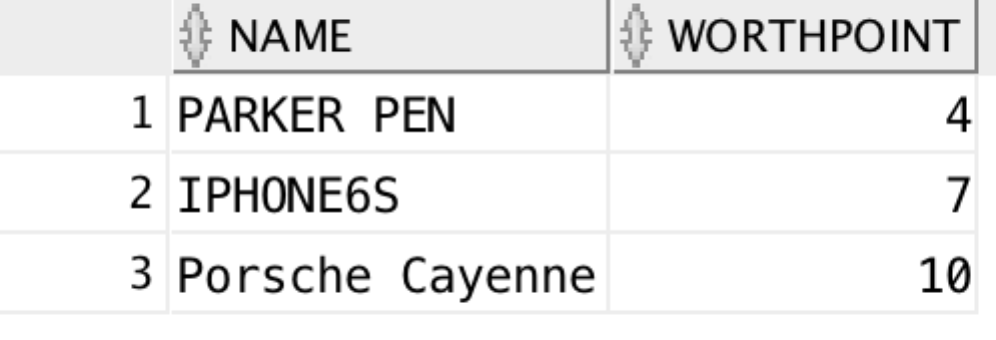 NAME WORTHPOINT
1 PARKER PEN 4
2 IPHONE6S 7
3 Porsche Cayenne 10